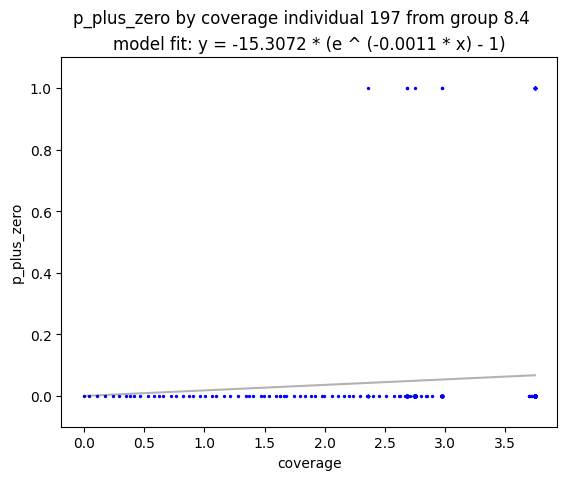 p_plus_zero by coverage individual 197 from group 8.4
model fit: y = -15.3072 * (e ^ (-0.0011 * x) - 1)
1.0
0.8
0.6
0.4
0.2
0.0
p_plus_zero
0.0 0.5 1.0 1.5 2.0 2.5 3.0 3.5
coverage